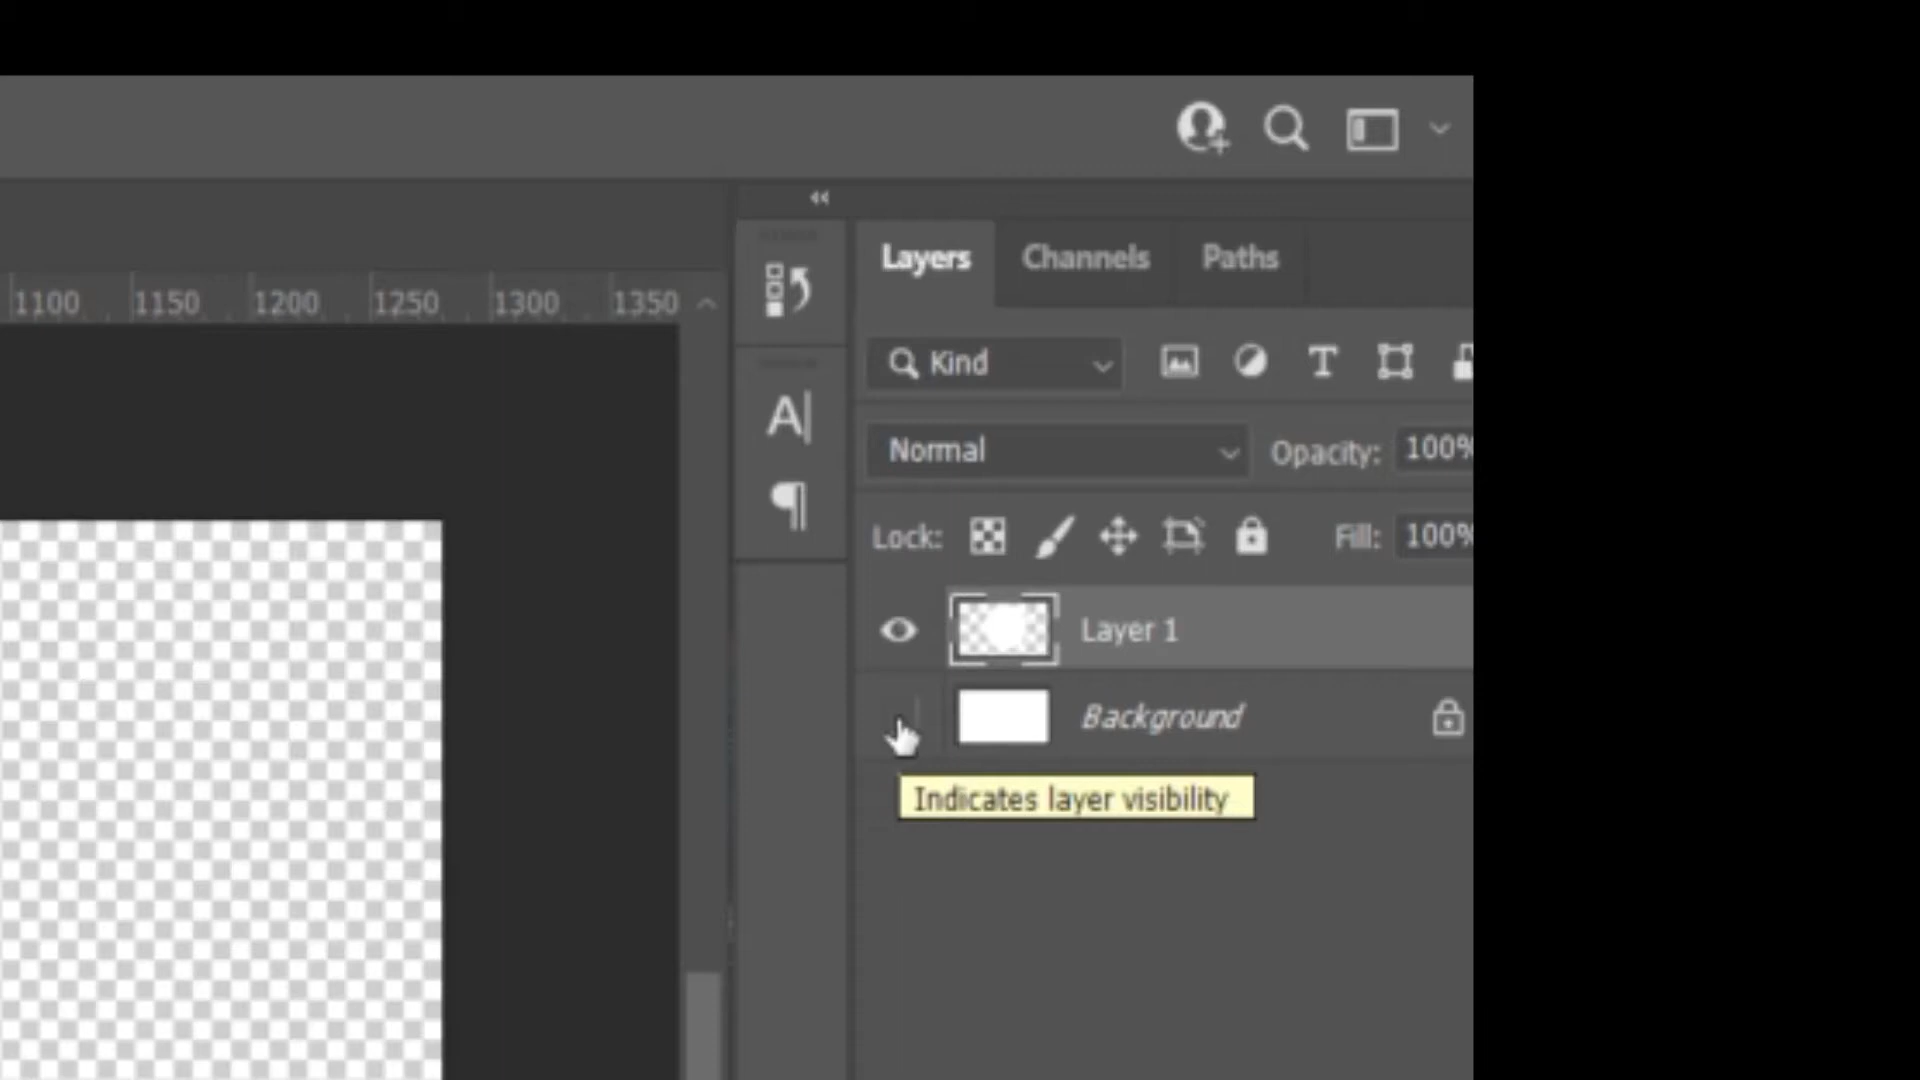 Layers Channels Paths
1100 1150 1200 1250 1300 1350
Kind
Normal Opacity: 100%
Lock: Fill: 100%
Layer 1
Background
Indicates layer visibility